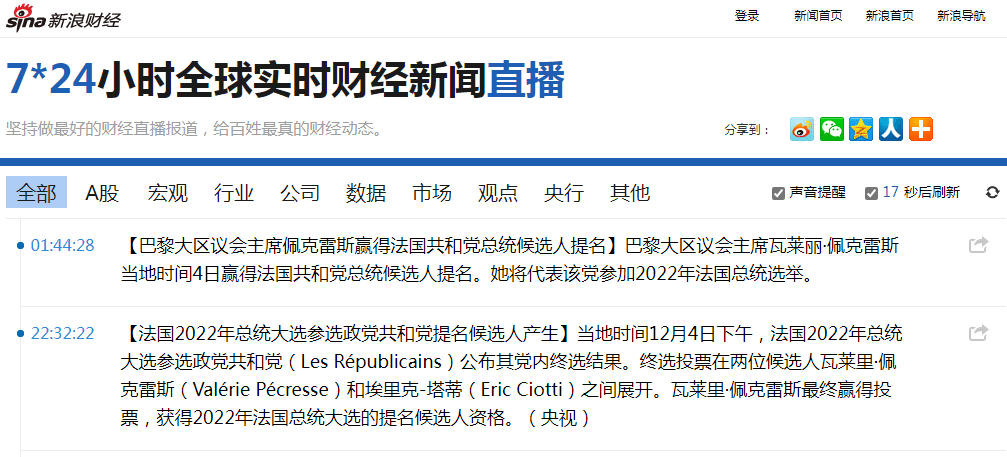 sina新浪财经
登录 新闻首页 新浪首页 新浪导航
7*24小时全球实时财经新闻直播
坚持做最好的财经直播报道，给百姓最真的财经动态。
分享到：
全部 A股 宏观 行业 公司 数据 市场 观点 央行 其他
声音提醒 17 秒后刷新
01:44:28
【巴黎大区议会主席佩克雷斯赢得法国共和党总统候选人提名】巴黎大区议会主席瓦莱丽·佩克雷斯
当地时间4日赢得法国共和党总统候选人提名。她将代表该党参加2022年法国总统选举。
22:32:22
【法国2022年总统大选参选政党共和党提名候选人产生】当地时间12月4日下午，法国2022年总统
大选参选政党共和党（Les Républicains）公布其党内终选结果。终选投票在两位候选人瓦莱里·佩
克雷斯（Valérie Pécresse）和埃里克-塔蒂（Eric Ciotti）之间展开。瓦莱里·佩克雷斯最终赢得投
票，获得2022年法国总统大选的提名候选人资格。（央视）